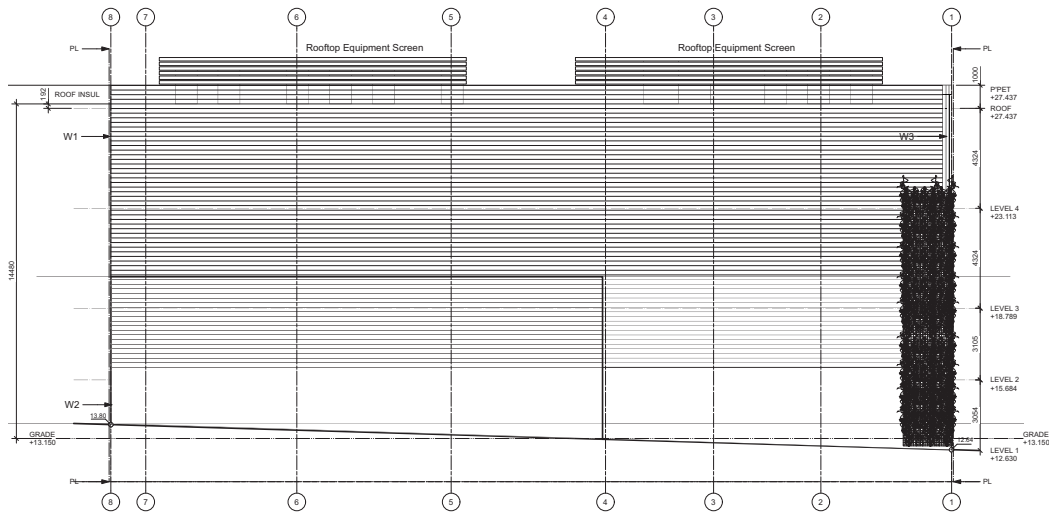 8 7 6 5 4 3 2 1
PL
Rooftop Equipment Screen
Rooftop Equipment Screen
PL
1000
192
ROOF INSUL
P'PET
+27.437
ROOF
+27.437
W1
W3
4324
LEVEL 4
+23.113
14480
4324
LEVEL 3
+18.789
3105
LEVEL 2
+15.684
W2
13.80
3054
GRADE
+13.150
GRADE
+13.150
12.64
LEVEL 1
+12.630
PL
PL
8 7 6 5 4 3 2 1